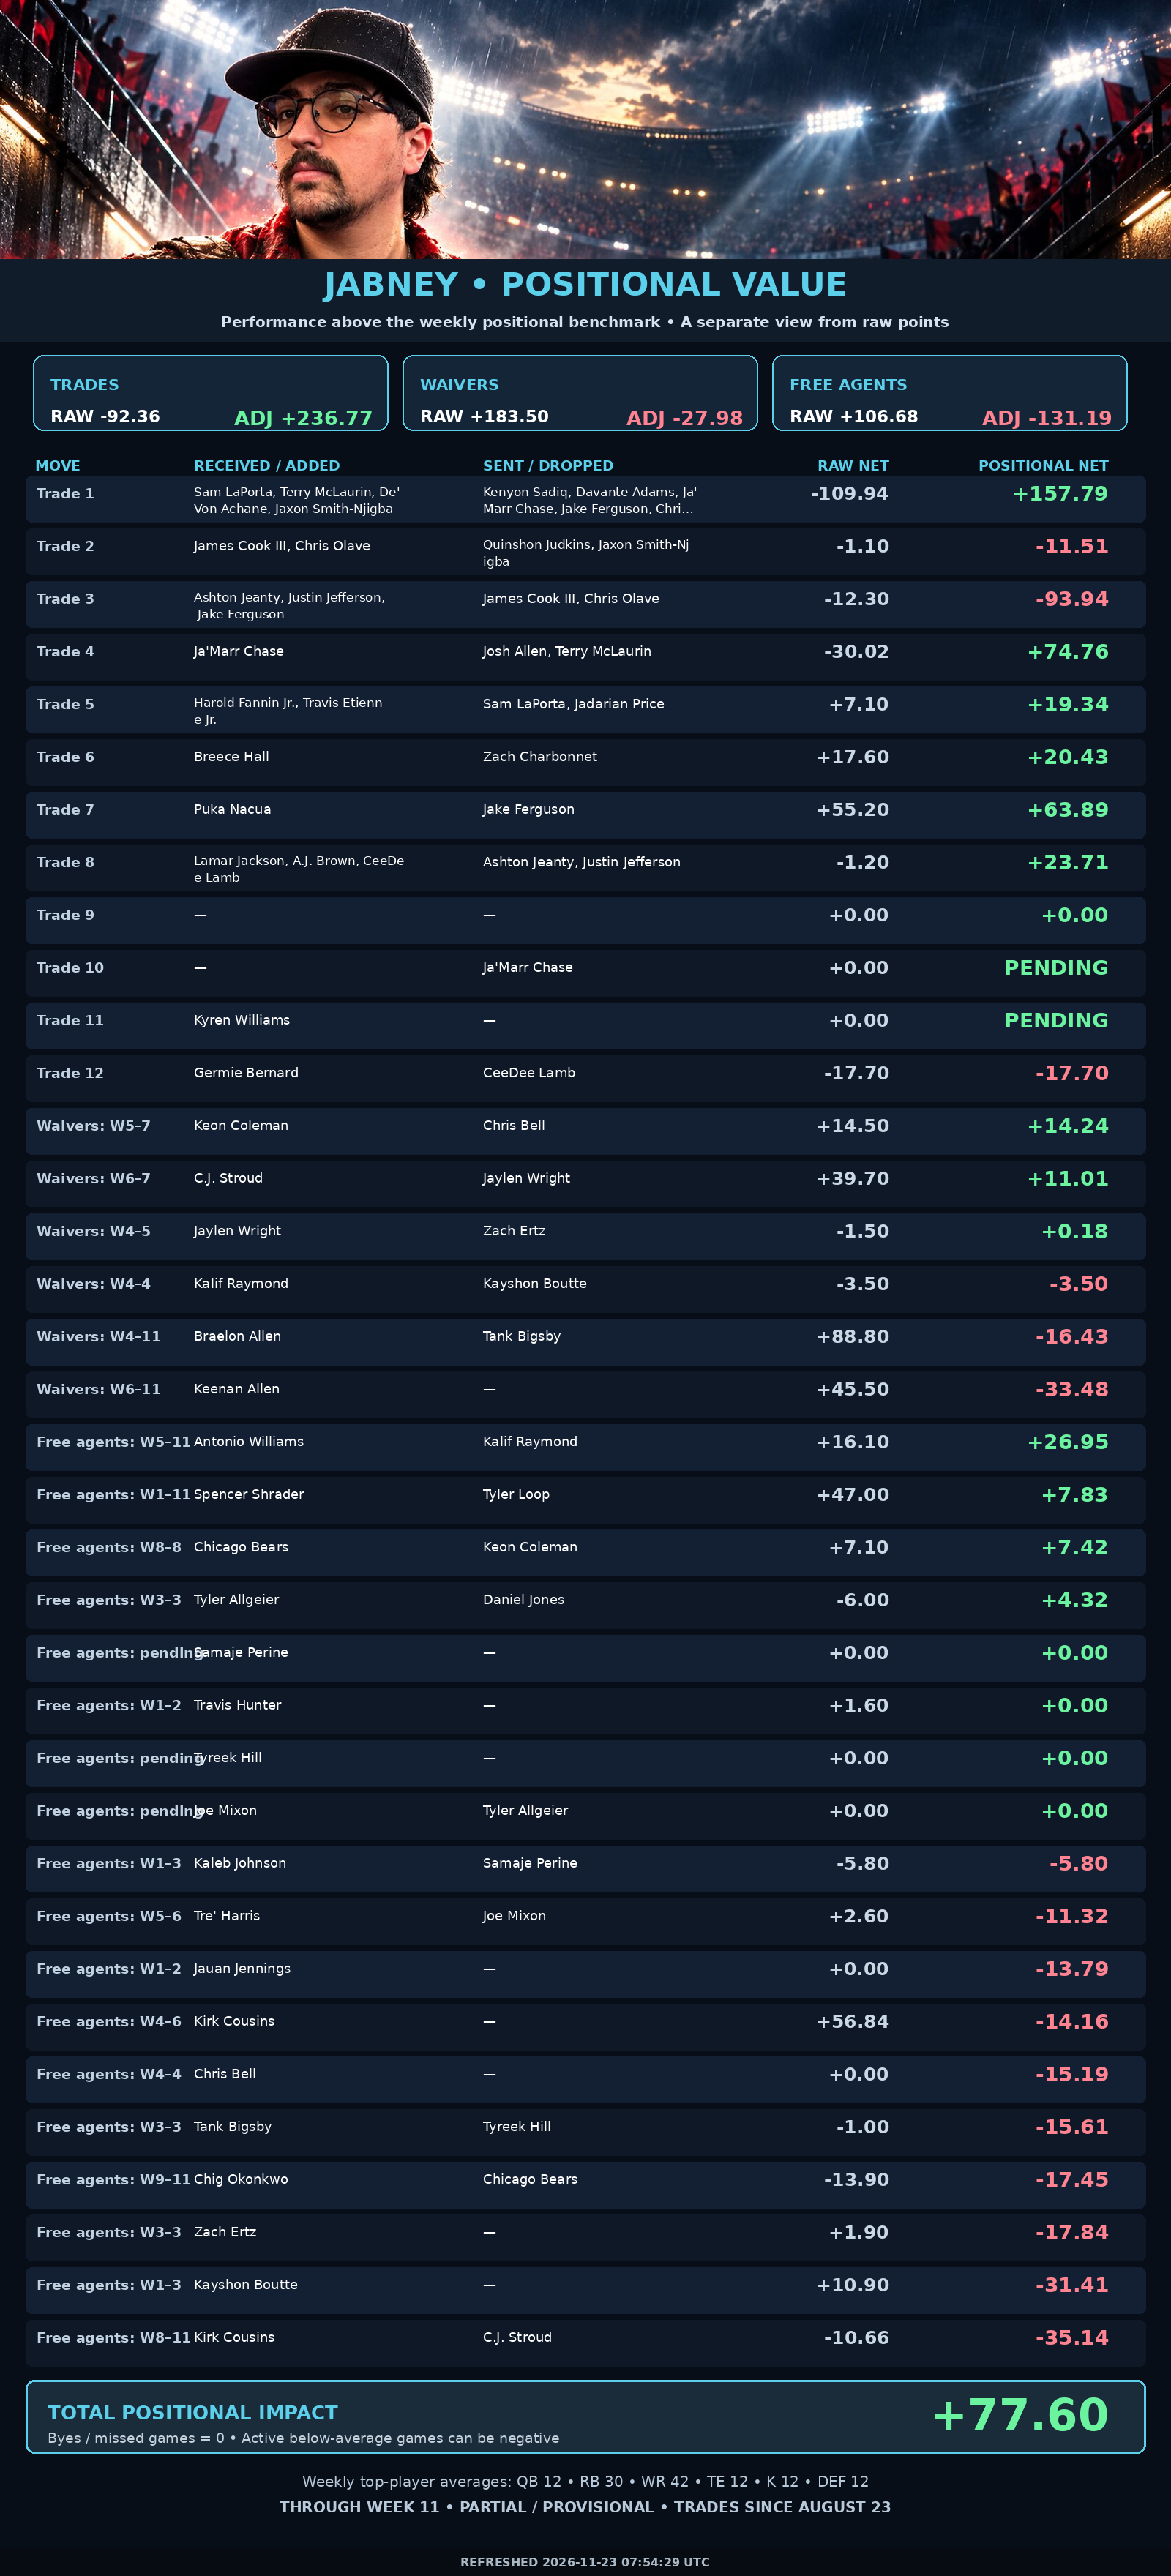 JABNEY • POSITIONAL VALUE
Performance above the weekly positional benchmark • A separate view from raw points
TRADES
RAW -92.36 ADJ +236.77
WAIVERS
RAW +183.50 ADJ -27.98
FREE AGENTS
RAW +106.68 ADJ -131.19
MOVE RECEIVED / ADDED SENT / DROPPED RAW NET POSITIONAL NET
Trade 1 Sam LaPorta, Terry McLaurin, De' Kenyon Sadiq, Davante Adams, Ja' -109.94 +157.79
Von Achane, Jaxon Smith-Njigba Marr Chase, Jake Ferguson, Chri...
Trade 2 James Cook III, Chris Olave Quinshon Judkins, Jaxon Smith-Nj -1.10 -11.51
igba
Trade 3 Ashton Jeanty, Justin Jefferson, James Cook III, Chris Olave -12.30 -93.94
Jake Ferguson
Trade 4 Ja'Marr Chase Josh Allen, Terry McLaurin -30.02 +74.76
Trade 5 Harold Fannin Jr., Travis Etienn Sam LaPorta, Jadarian Price +7.10 +19.34
e Jr.
Trade 6 Breece Hall Zach Charbonnet +17.60 +20.43
Trade 7 Puka Nacua Jake Ferguson +55.20 +63.89
Trade 8 Lamar Jackson, A.J. Brown, CeeDe Ashton Jeanty, Justin Jefferson -1.20 +23.71
e Lamb
Trade 9 — — +0.00 +0.00
Trade 10 — Ja'Marr Chase +0.00 PENDING
Trade 11 Kyren Williams — +0.00 PENDING
Trade 12 Germie Bernard CeeDee Lamb -17.70 -17.70
Waivers: W5–7 Keon Coleman Chris Bell +14.50 +14.24
Waivers: W6–7 C.J. Stroud Jaylen Wright +39.70 +11.01
Waivers: W4–5 Jaylen Wright Zach Ertz -1.50 +0.18
Waivers: W4–4 Kalif Raymond Kayshon Boutte -3.50 -3.50
Waivers: W4–11 Braelon Allen Tank Bigsby +88.80 -16.43
Waivers: W6–11 Keenan Allen — +45.50 -33.48
Free agents: W5–11 Antonio Williams Kalif Raymond +16.10 +26.95
Free agents: W1–11 Spencer Shrader Tyler Loop +47.00 +7.83
Free agents: W8–8 Chicago Bears Keon Coleman +7.10 +7.42
Free agents: W3–3 Tyler Allgeier Daniel Jones -6.00 +4.32
Free agents: pending Samaje Perine — +0.00 +0.00
Free agents: W1–2 Travis Hunter — +1.60 +0.00
Free agents: pending Tyreek Hill — +0.00 +0.00
Free agents: pending Joe Mixon Tyler Allgeier +0.00 +0.00
Free agents: W1–3 Kaleb Johnson Samaje Perine -5.80 -5.80
Free agents: W5–6 Tre' Harris Joe Mixon +2.60 -11.32
Free agents: W1–2 Jauan Jennings — +0.00 -13.79
Free agents: W4–6 Kirk Cousins — +56.84 -14.16
Free agents: W4–4 Chris Bell — +0.00 -15.19
Free agents: W3–3 Tank Bigsby Tyreek Hill -1.00 -15.61
Free agents: W9–11 Chig Okonkwo Chicago Bears -13.90 -17.45
Free agents: W3–3 Zach Ertz — +1.90 -17.84
Free agents: W1–3 Kayshon Boutte — +10.90 -31.41
Free agents: W8–11 Kirk Cousins C.J. Stroud -10.66 -35.14
TOTAL POSITIONAL IMPACT +77.60
Byes / missed games = 0 • Active below-average games can be negative
Weekly top-player averages: QB 12 • RB 30 • WR 42 • TE 12 • K 12 • DEF 12
THROUGH WEEK 11 • PARTIAL / PROVISIONAL • TRADES SINCE AUGUST 23
REFRESHED 2026-11-23 07:54:29 UTC